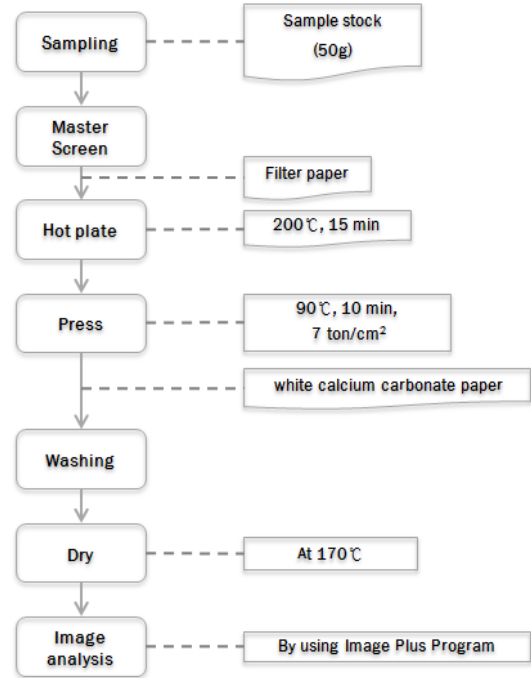 Sampling
Sample stock
(50g)
Master
Screen
Filter paper
Hot plate
200℃, 15 min
Press
90℃, 10 min,
7 ton/cm²
white calcium carbonate paper
Washing
Dry
At 170℃
Image
analysis
By using Image Plus Program